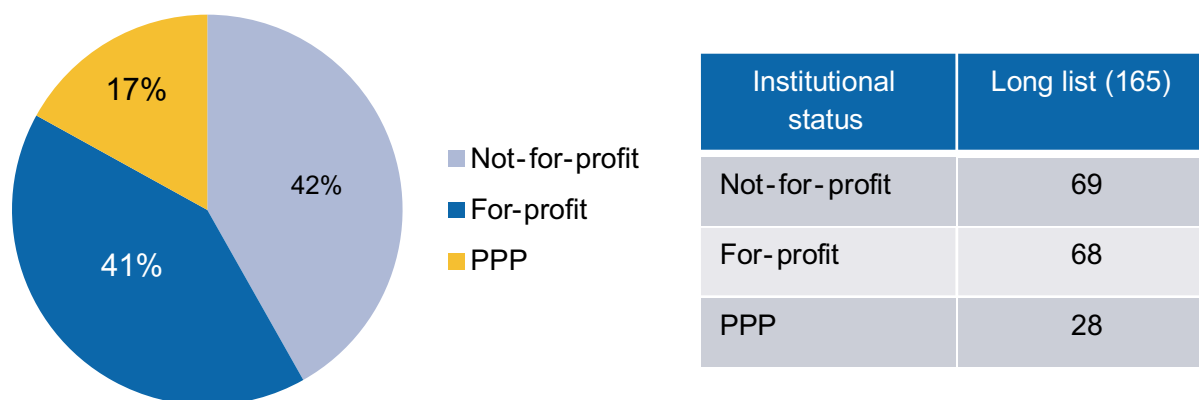 17%
42%
41%
Not-for-profit
For-profit
PPP
Institutional
status
Long list (165)
Not-for-profit
69
For-profit
68
PPP
28